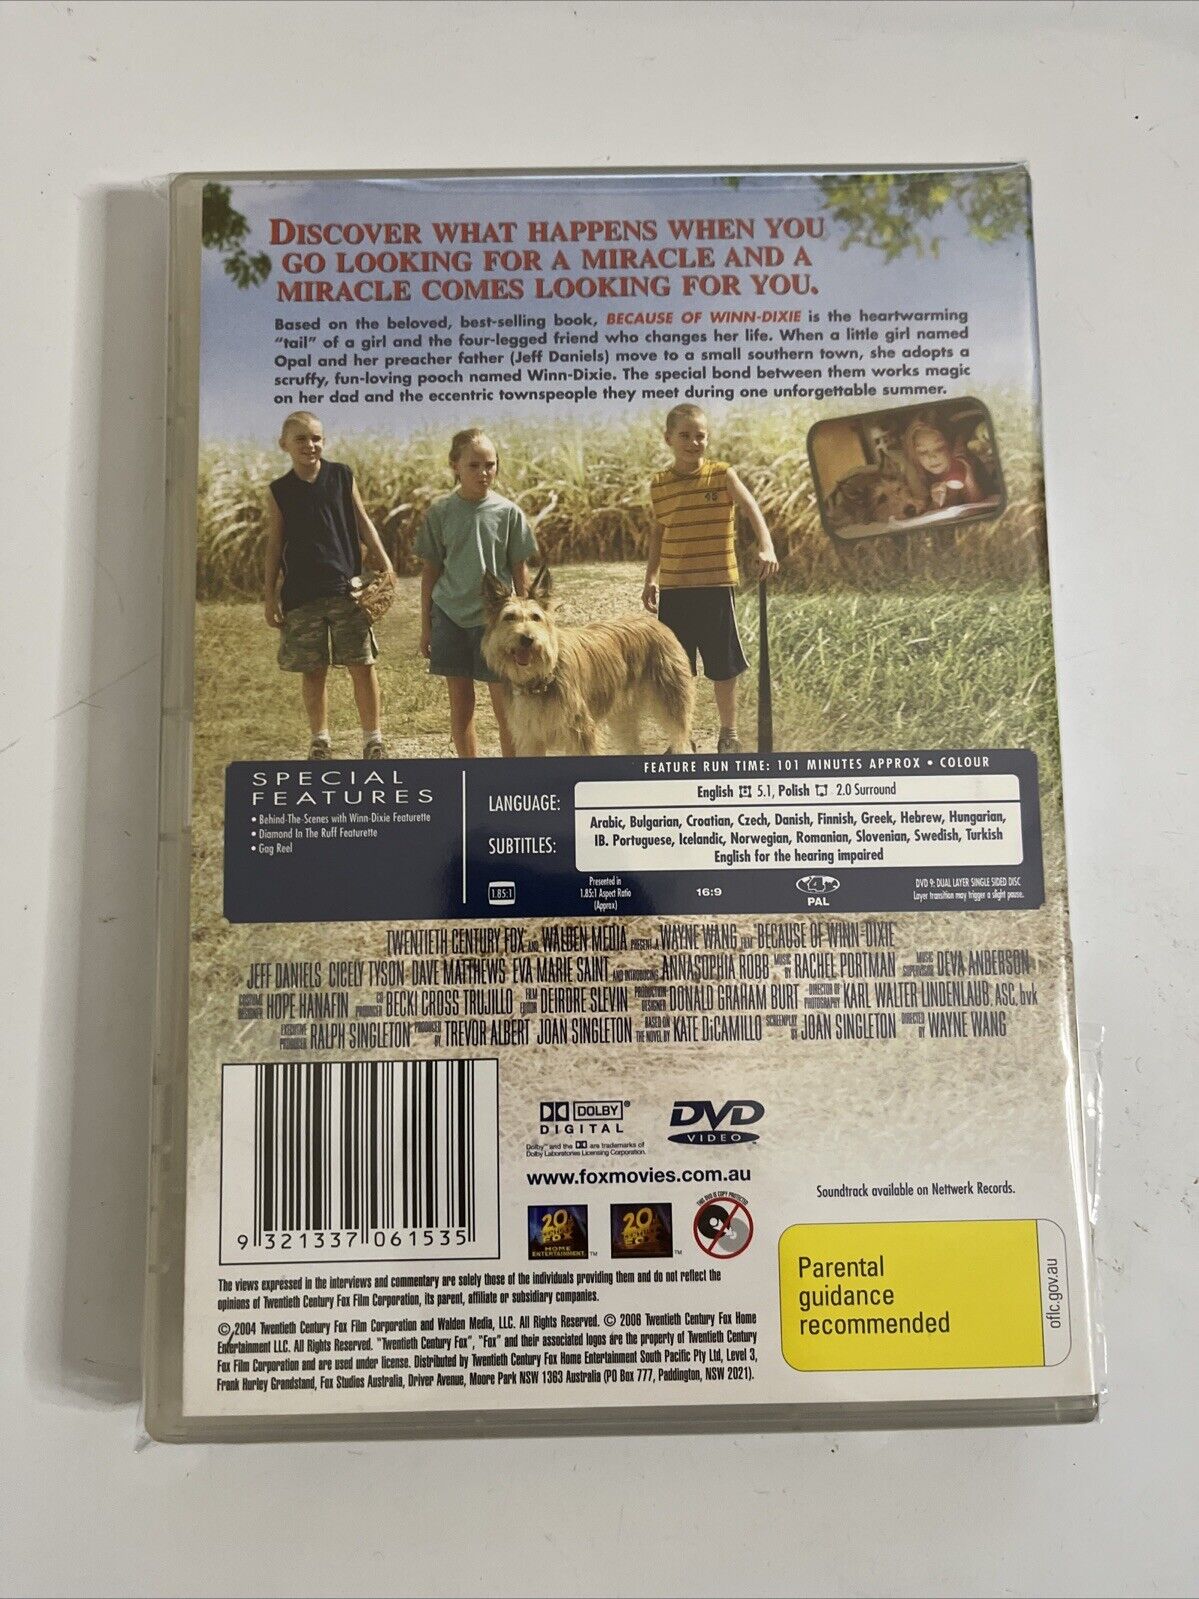 DISCOVER WHAT HAPPENS WHEN YOU
GO LOOKING FOR A MIRACLE AND A
MIRACLE COMES LOOKING FOR YOU.
Based on the beloved, best-selling book, BECAUSE OF WINN-DIXIE is the heartwarming
"tail" of a girl and the four-legged friend who changes her life. When a little girl named
Opal and her preacher father (Jeff Daniels) move to a small southern town, she adopts a
scruffy, fun-loving pooch named Winn-Dixie. The special bond between them works magic
on her dad and the eccentric townspeople they meet during one unforgettable summer.
46
FEATURE RUN TIME: 101 MINUTES APPROX • COLOUR
SPECIAL
FEATURES
• Behind-The-Scenes with Winn-Dixie Featurette
• Diamond In The Ruff Featurette
• Gag Reel
LANGUAGE:
English 5.1, Polish 2.0 Surround
SUBTITLES:
Arabic, Bulgarian, Croatian, Czech, Danish, Finnish, Greek, Hebrew, Hungarian,
IB. Portuguese, Icelandic, Norwegian, Romanian, Slovenian, Swedish, Turkish
English for the hearing impaired
1.85:1
Presented in
1.85:1 Aspect Ratio
(Approx)
16:9
4
PAL
DVD 9: DUAL LAYER SINGLE SIDED DISC
Layer transition may trigger a slight pause.
TWENTIETH CENTURY FOX AND WALDEN MEDIA PRESENT A WAYNE WANG FILM "BECAUSE OF WINN-DIXIE"
JEFF DANIELS CICELY TYSON DAVE MATTHEWS EVA MARIE SAINT AND INTRODUCING ANNASOPHIA ROBB MUSIC BY RACHEL PORTMAN MUSIC SUPERVISOR DEVA ANDERSON
COSTUME DESIGNER HOPE HANAFIN CO PRODUCER BECKI CROSS TRUJILLO FILM EDITOR DEIRDRE SLEVIN PRODUCTION DESIGNER DONALD GRAHAM BURT DIRECTOR OF PHOTOGRAPHY KARL WALTER LINDENLAUB, ASC, bvk
EXECUTIVE PRODUCER RALPH SINGLETON PRODUCED BY TREVOR ALBERT JOAN SINGLETON BASED ON THE NOVEL BY KATE DiCAMILLO SCREENPLAY BY JOAN SINGLETON DIRECTED BY WAYNE WANG
9 321337 061535
DOLBY
DIGITAL
Dolby and the are trademarks of
Dolby Laboratories Licensing Corporation.
DVD
VIDEO
www.foxmovies.com.au
20
CENTURY
FOX
HOME
ENTERTAINMENT
TM
20
CENTURY
FOX
TM
THIS DVD IS COPY PROTECTED
Soundtrack available on Nettwerk Records.
Parental
guidance
recommended
oflc.gov.au
The views expressed in the interviews and commentary are solely those of the individuals providing them and do not reflect the
opinions of Twentieth Century Fox Film Corporation, its parent, affiliate or subsidiary companies.
© 2004 Twentieth Century Fox Film Corporation and Walden Media, LLC. All Rights Reserved. © 2006 Twentieth Century Fox Home
Entertainment LLC. All Rights Reserved. "Twentieth Century Fox", "Fox" and their associated logos are the property of Twentieth Century
Fox Film Corporation and are used under license. Distributed by Twentieth Century Fox Home Entertainment South Pacific Pty Ltd, Level 3,
Frank Hurley Grandstand, Fox Studios Australia, Driver Avenue, Moore Park NSW 1363 Australia (PO Box 777, Paddington, NSW 2021).